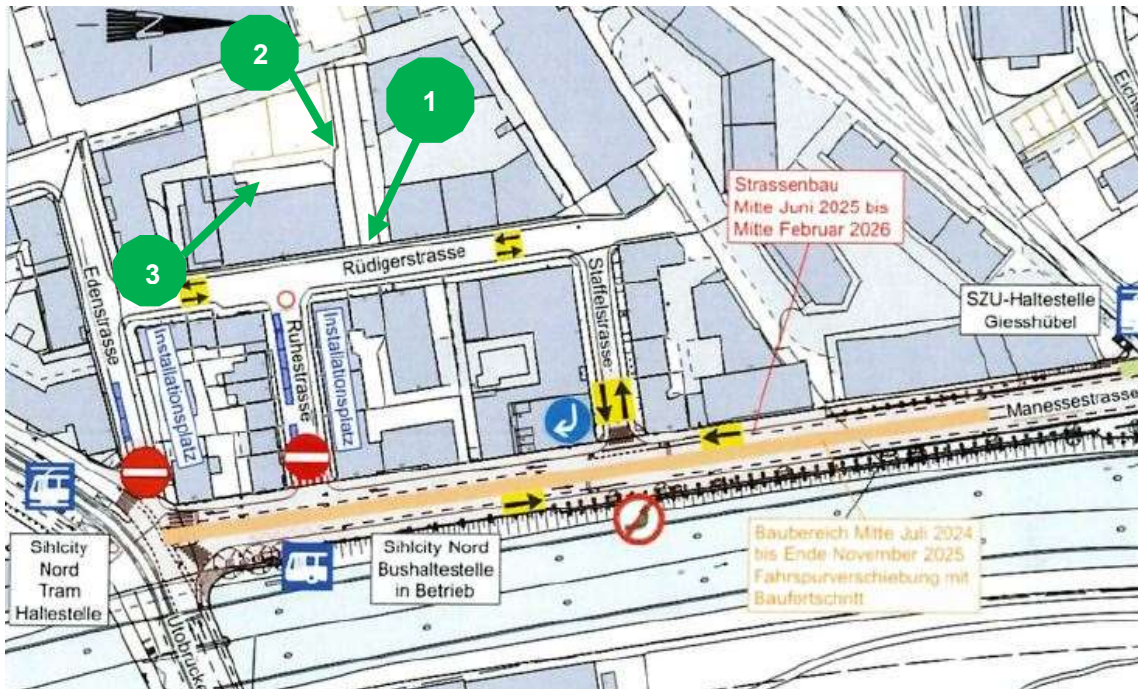 N
2
1
3
Strassenbau
Mitte Juni 2025 bis
Mitte Februar 2026
Rüdigerstrasse
Edenstrasse
Staffelstrasse
SZU-Haltestelle
Giesshübel
Installationsplatz
Ruhestrasse
Installationsplatz
Manessestrasse
Sihlcity
Nord
Tram
Haltestelle
Sihlcity Nord
Bushaltestelle
in Betrieb
Baubereich Mitte Juli 2024
bis Ende November 2025
Fahrspurverschiebung mit
Baufortschritt